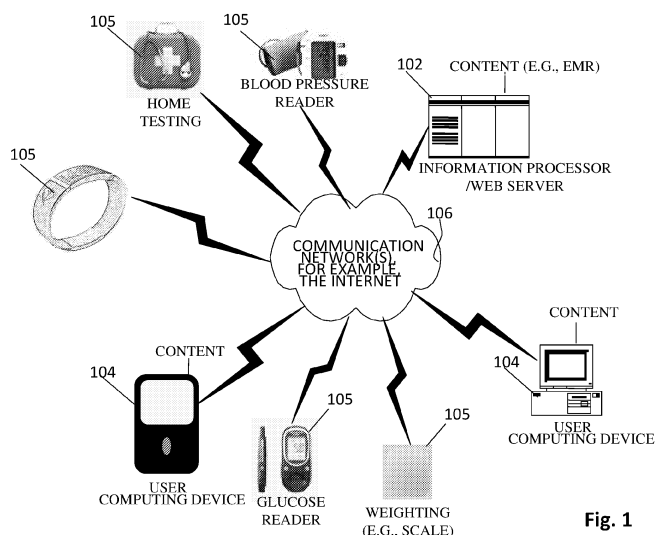 105
HOME
TESTING
105
BLOOD PRESSURE
READER
102
CONTENT (E.G., EMR)
INFORMATION PROCESSOR
/WEB SERVER
105
106
COMMUNICATION
NETWORK(S),
FOR EXAMPLE,
THE INTERNET
CONTENT
104
USER
COMPUTING DEVICE
CONTENT
104
USER
COMPUTING DEVICE
105
GLUCOSE
READER
105
WEIGHTING
(E.G., SCALE)
Fig. 1